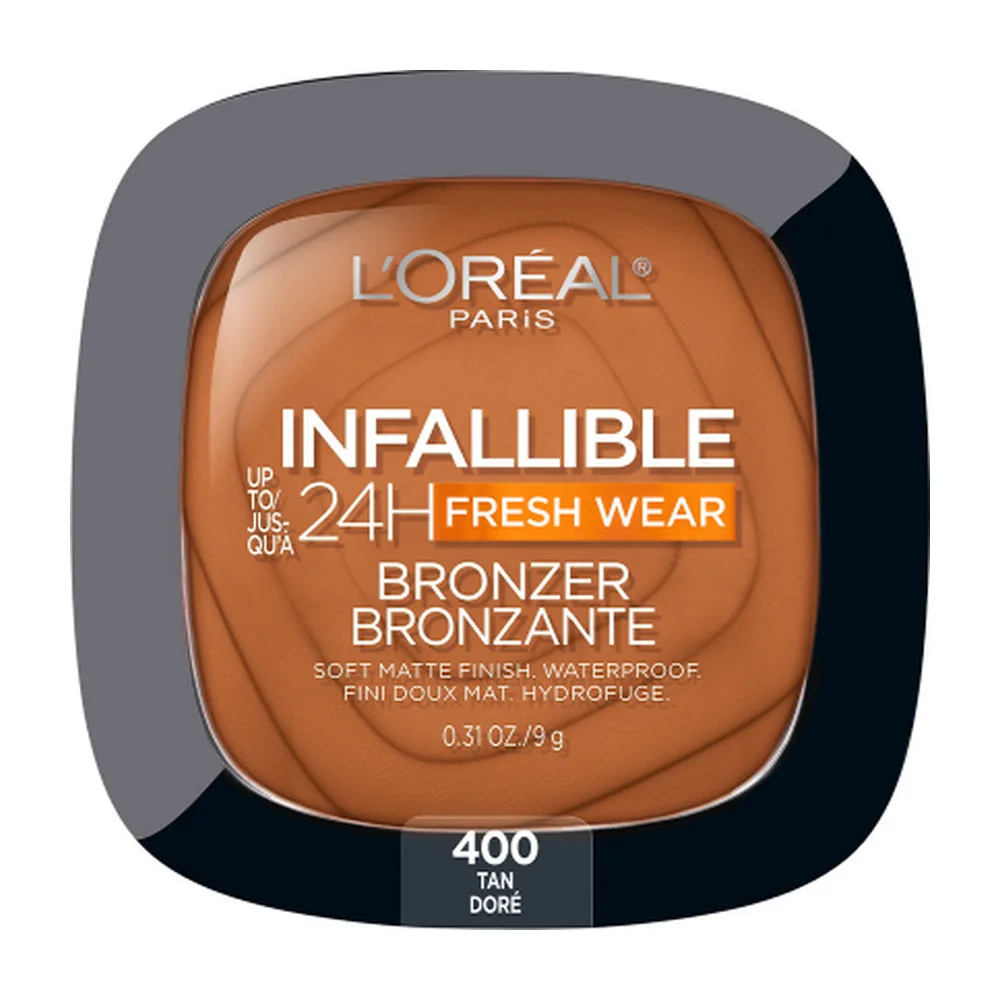 L'ORÉAL®
PARiS
INFALLIBLE
UP TO/ JUS- QU'À
24H FRESH WEAR
BRONZER
BRONZANTE
SOFT MATTE FINISH. WATERPROOF.
FINI DOUX MAT. HYDROFUGE.
0.31 OZ./9 g
400
TAN
DORÉ